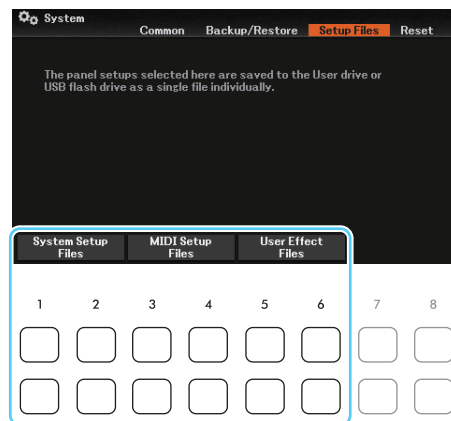 System
Common Backup/Restore Setup Files Reset
The panel setups selected here are saved to the User drive or
USB flash drive as a single file individually.
System Setup Files
MIDI Setup Files
User Effect Files
1 2 3 4 5 6 7 8